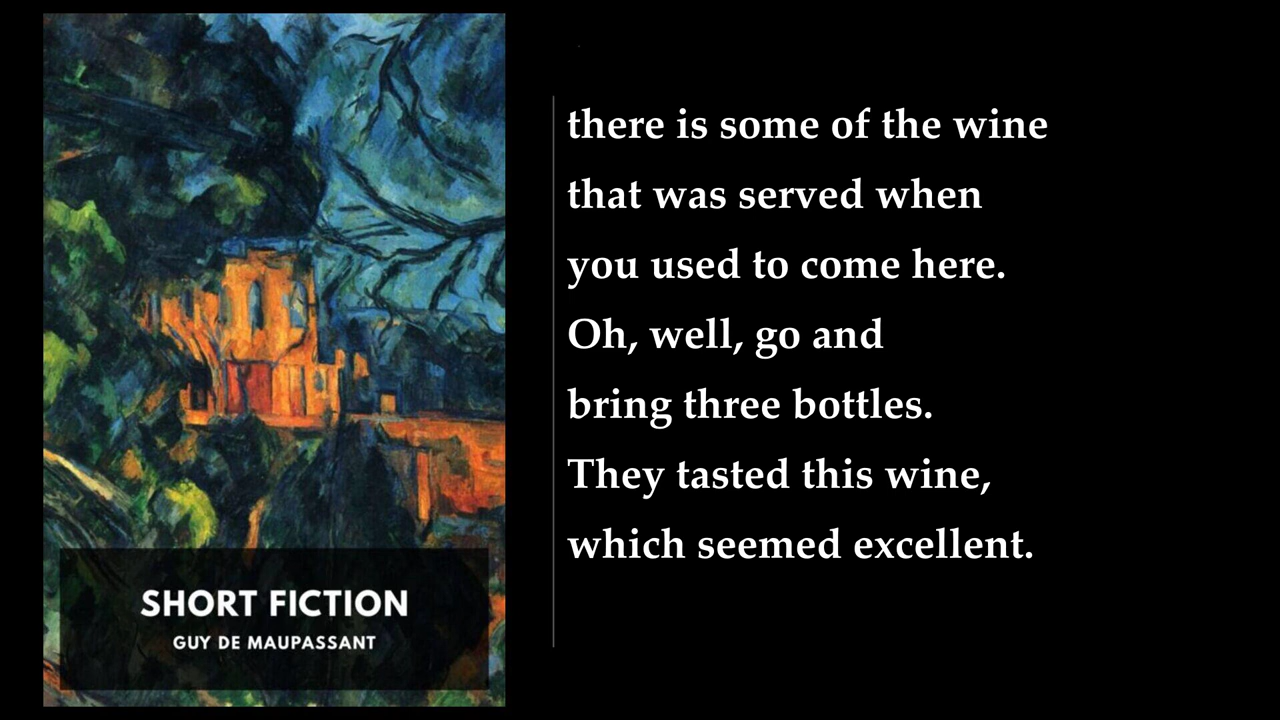 there is some of the wine
that was served when
you used to come here.
Oh, well, go and
bring three bottles.
They tasted this wine,
which seemed excellent.
SHORT FICTION
GUY DE MAUPASSANT